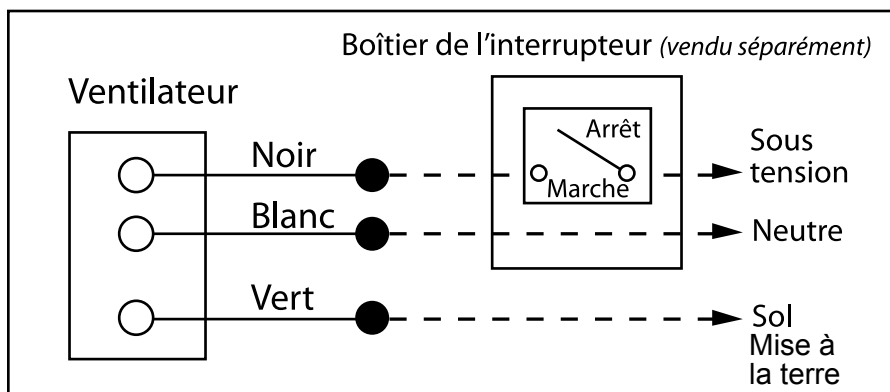 Boîtier de l’interrupteur (vendu séparément)
Ventilateur
Noir
Arrêt
Marche
Sous
tension
Blanc
Neutre
Vert
Sol
Mise à
la terre